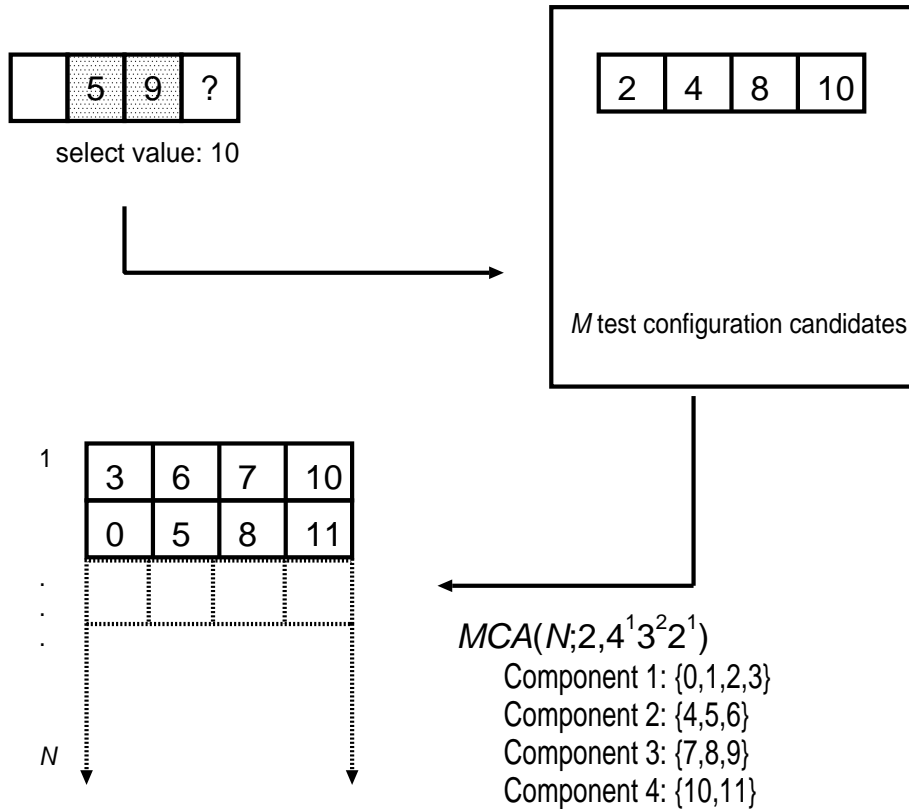 5 9 ?
select value: 10
2 4 8 10
M test configuration candidates
1
3 6 7 10
0 5 8 11
.
.
.
N
MCA(N;2,4¹3²2¹)
Component 1: {0,1,2,3}
Component 2: {4,5,6}
Component 3: {7,8,9}
Component 4: {10,11}